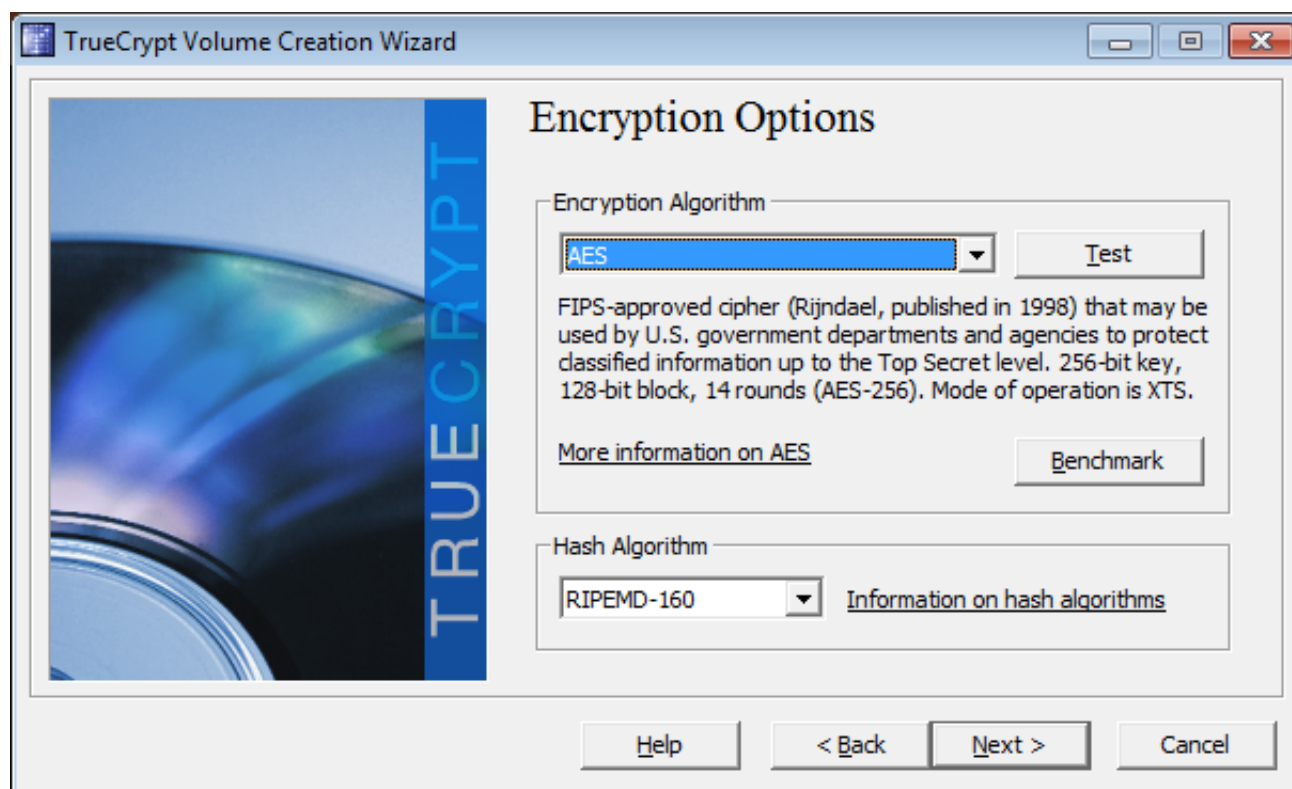 TrueCrypt Volume Creation Wizard
TRUECRYPT
Encryption Options
Encryption Algorithm
AES
Test
FIPS-approved cipher (Rijndael, published in 1998) that may be
used by U.S. government departments and agencies to protect
classified information up to the Top Secret level. 256-bit key,
128-bit block, 14 rounds (AES-256). Mode of operation is XTS.
More information on AES
Benchmark
Hash Algorithm
RIPEMD-160
Information on hash algorithms
Help
< Back
Next >
Cancel